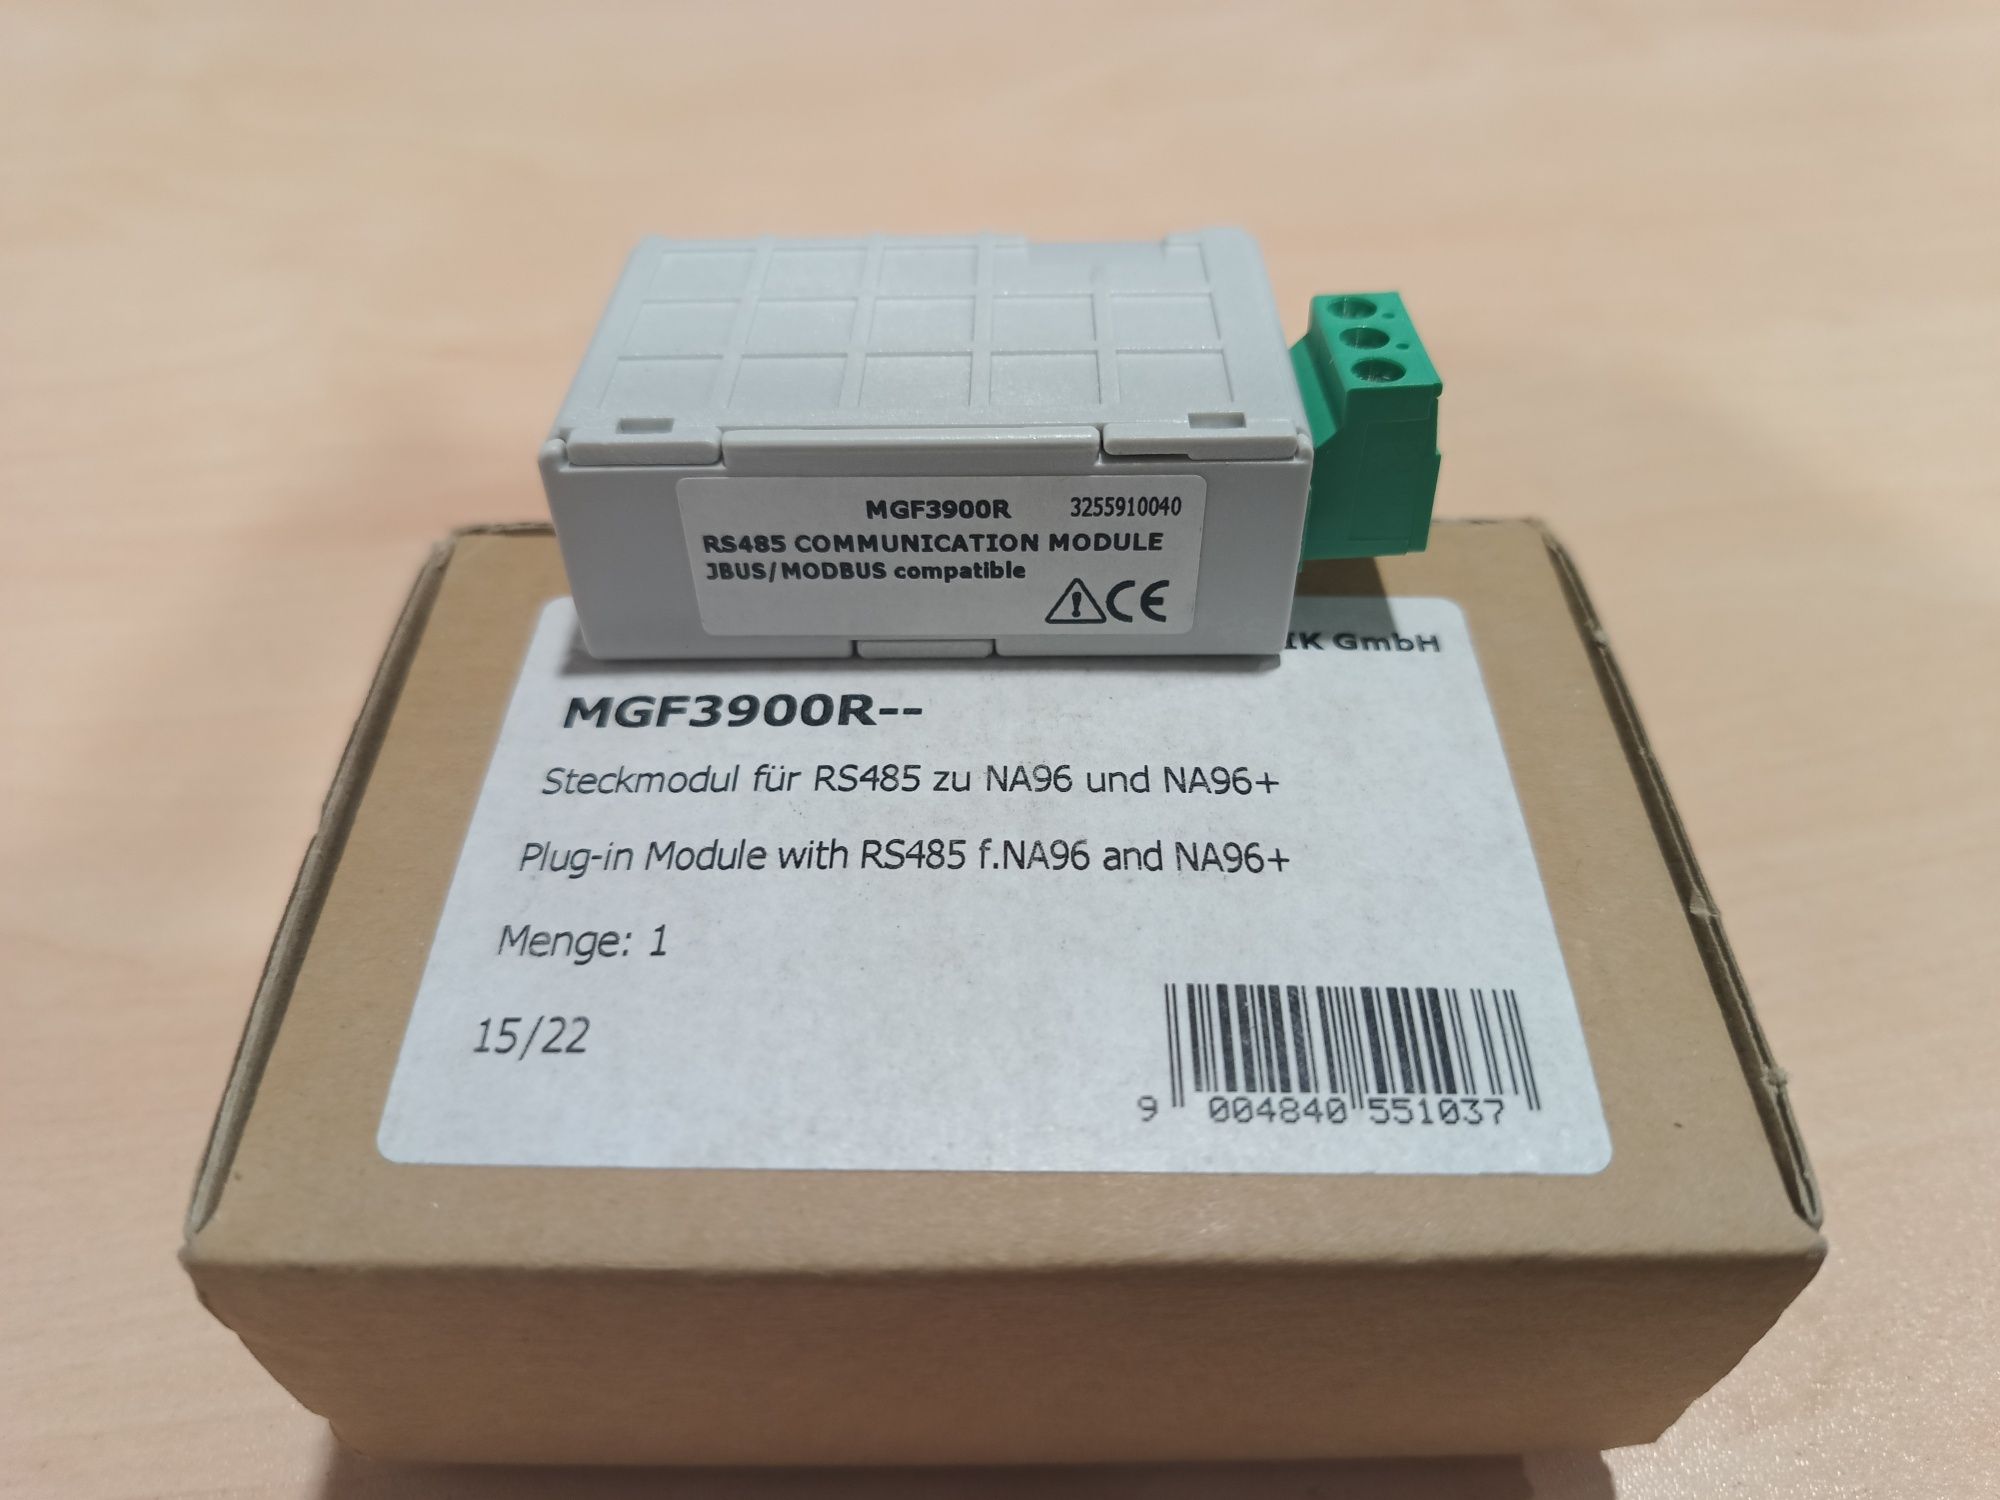 MGF3900R 3255910040
RS485 COMMUNICATION MODULE
JBUS/MODBUS compatible
CE
GmbH
MGF3900R--
Steckmodul für RS485 zu NA96 und NA96+
Plug-in Module with RS485 f.NA96 and NA96+
Menge: 1
15/22
9 004840 551037